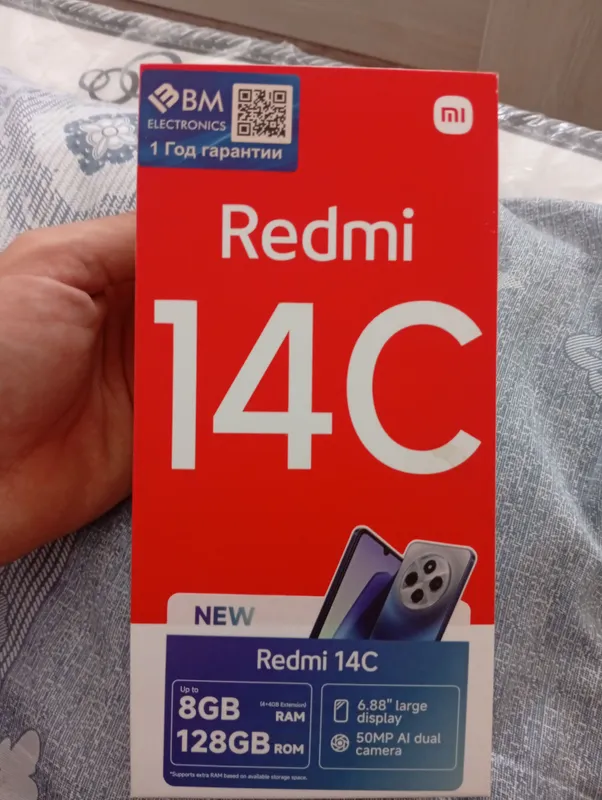 BM
ELECTRONICS
1 Год гарантии
mi
Redmi
14C
NEW
Redmi 14C
Up to
8GB (4+4GB Extension) RAM
128GB ROM
6.88" large
display
50MP AI dual
camera
*Supports extra RAM based on available storage space.